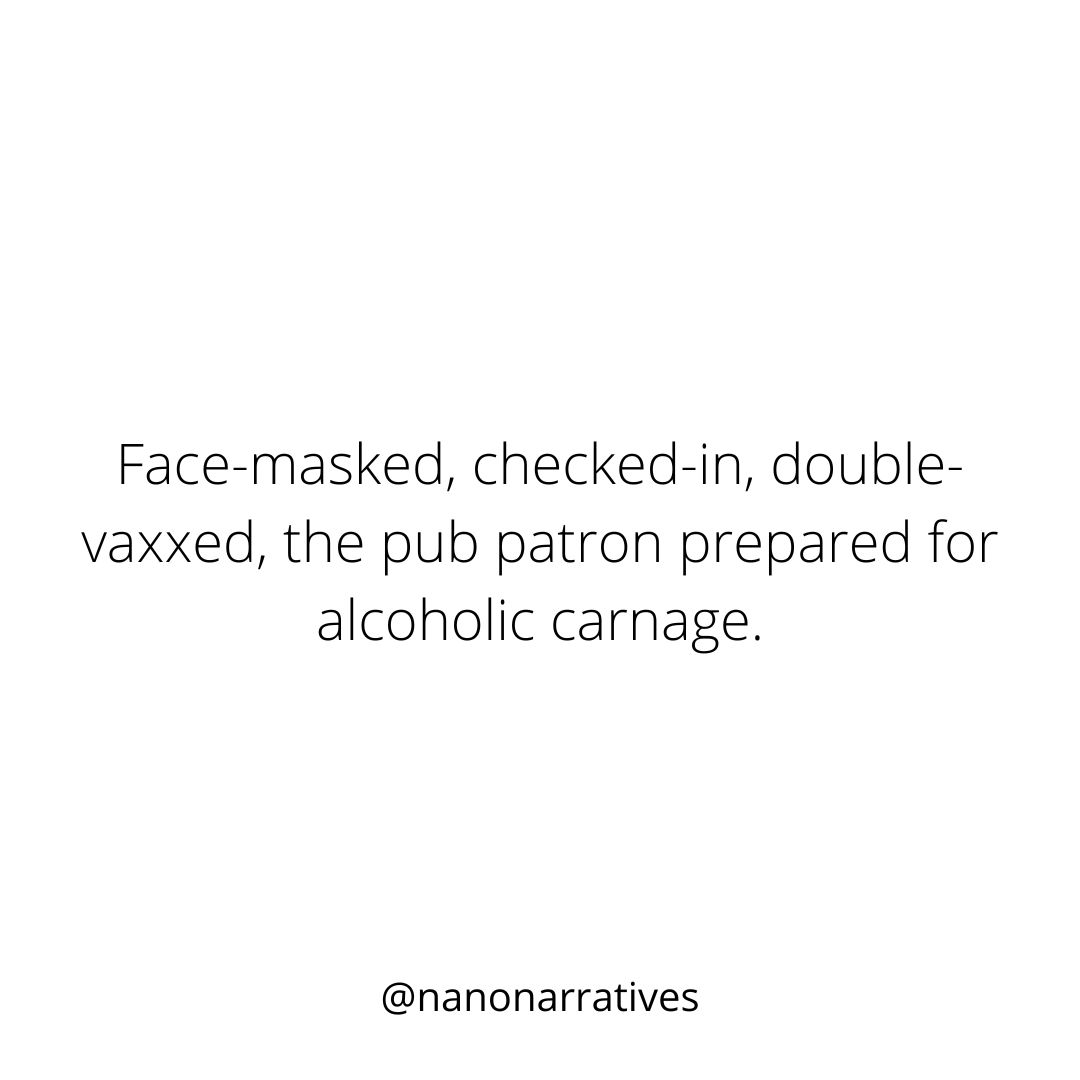 Face-masked, checked-in, double-
vaxxed, the pub patron prepared for
alcoholic carnage.
@nanonarratives